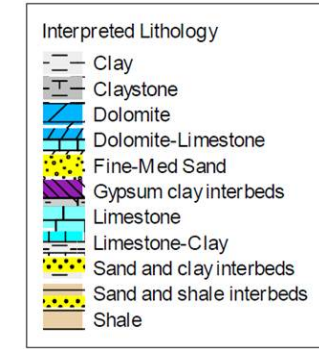 Interpreted Lithology
Clay
Claystone
Dolomite
Dolomite-Limestone
Fine-Med Sand
Gypsum clay interbeds
Limestone
Limestone-Clay
Sand and clay interbeds
Sand and shale interbeds
Shale